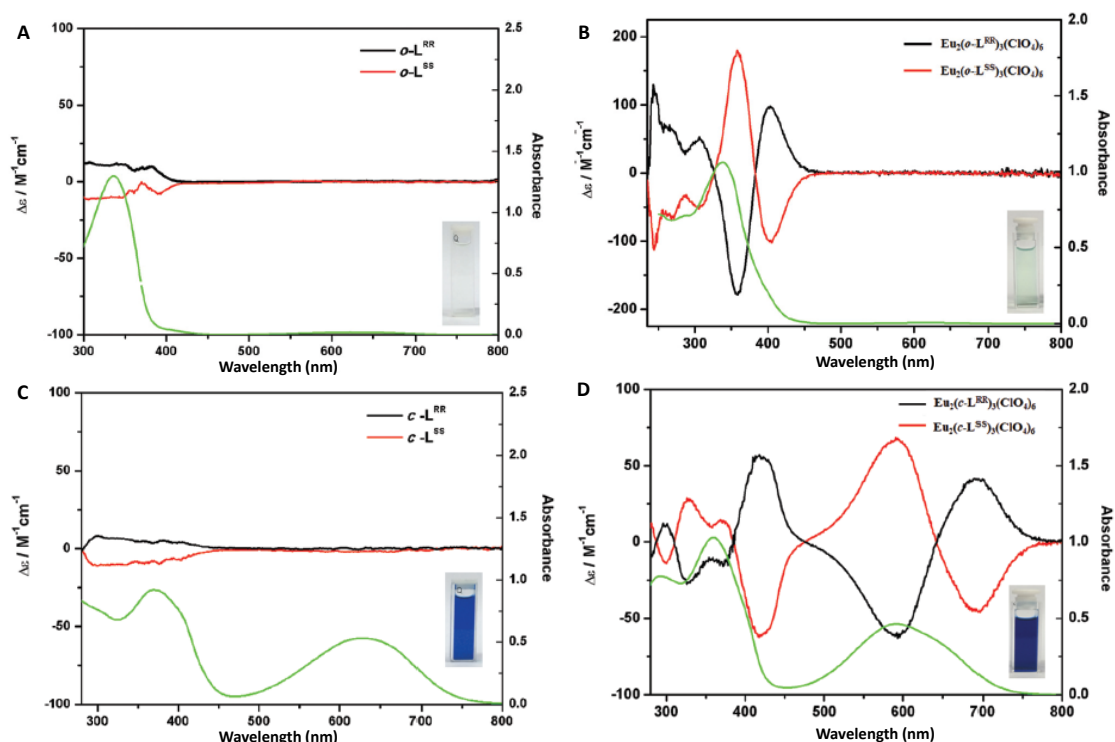 A
100
50
0
-50
-100
Δε / M⁻¹cm⁻¹
300
400
500
600
700
800
Wavelength (nm)
2.5
2.0
1.5
1.0
0.5
0.0
Absorbance
o-L^RR
o-L^SS
B
200
100
0
-100
-200
Δε / M⁻¹cm⁻¹
300
400
500
600
700
800
Wavelength (nm)
2.0
1.5
1.0
0.5
0.0
Absorbance
Eu₂(o-L^RR)₃(ClO₄)₆
Eu₂(o-L^SS)₃(ClO₄)₆
C
100
50
0
-50
-100
Δε / M⁻¹cm⁻¹
300
400
500
600
700
800
Wavelength (nm)
2.5
2.0
1.5
1.0
0.5
0.0
Absorbance
c-L^RR
c-L^SS
D
100
50
0
-50
-100
Δε / M⁻¹cm⁻¹
300
400
500
600
700
800
Wavelength (nm)
2.0
1.5
1.0
0.5
0.0
Absorbance
Eu₂(c-L^RR)₃(ClO₄)₆
Eu₂(c-L^SS)₃(ClO₄)₆